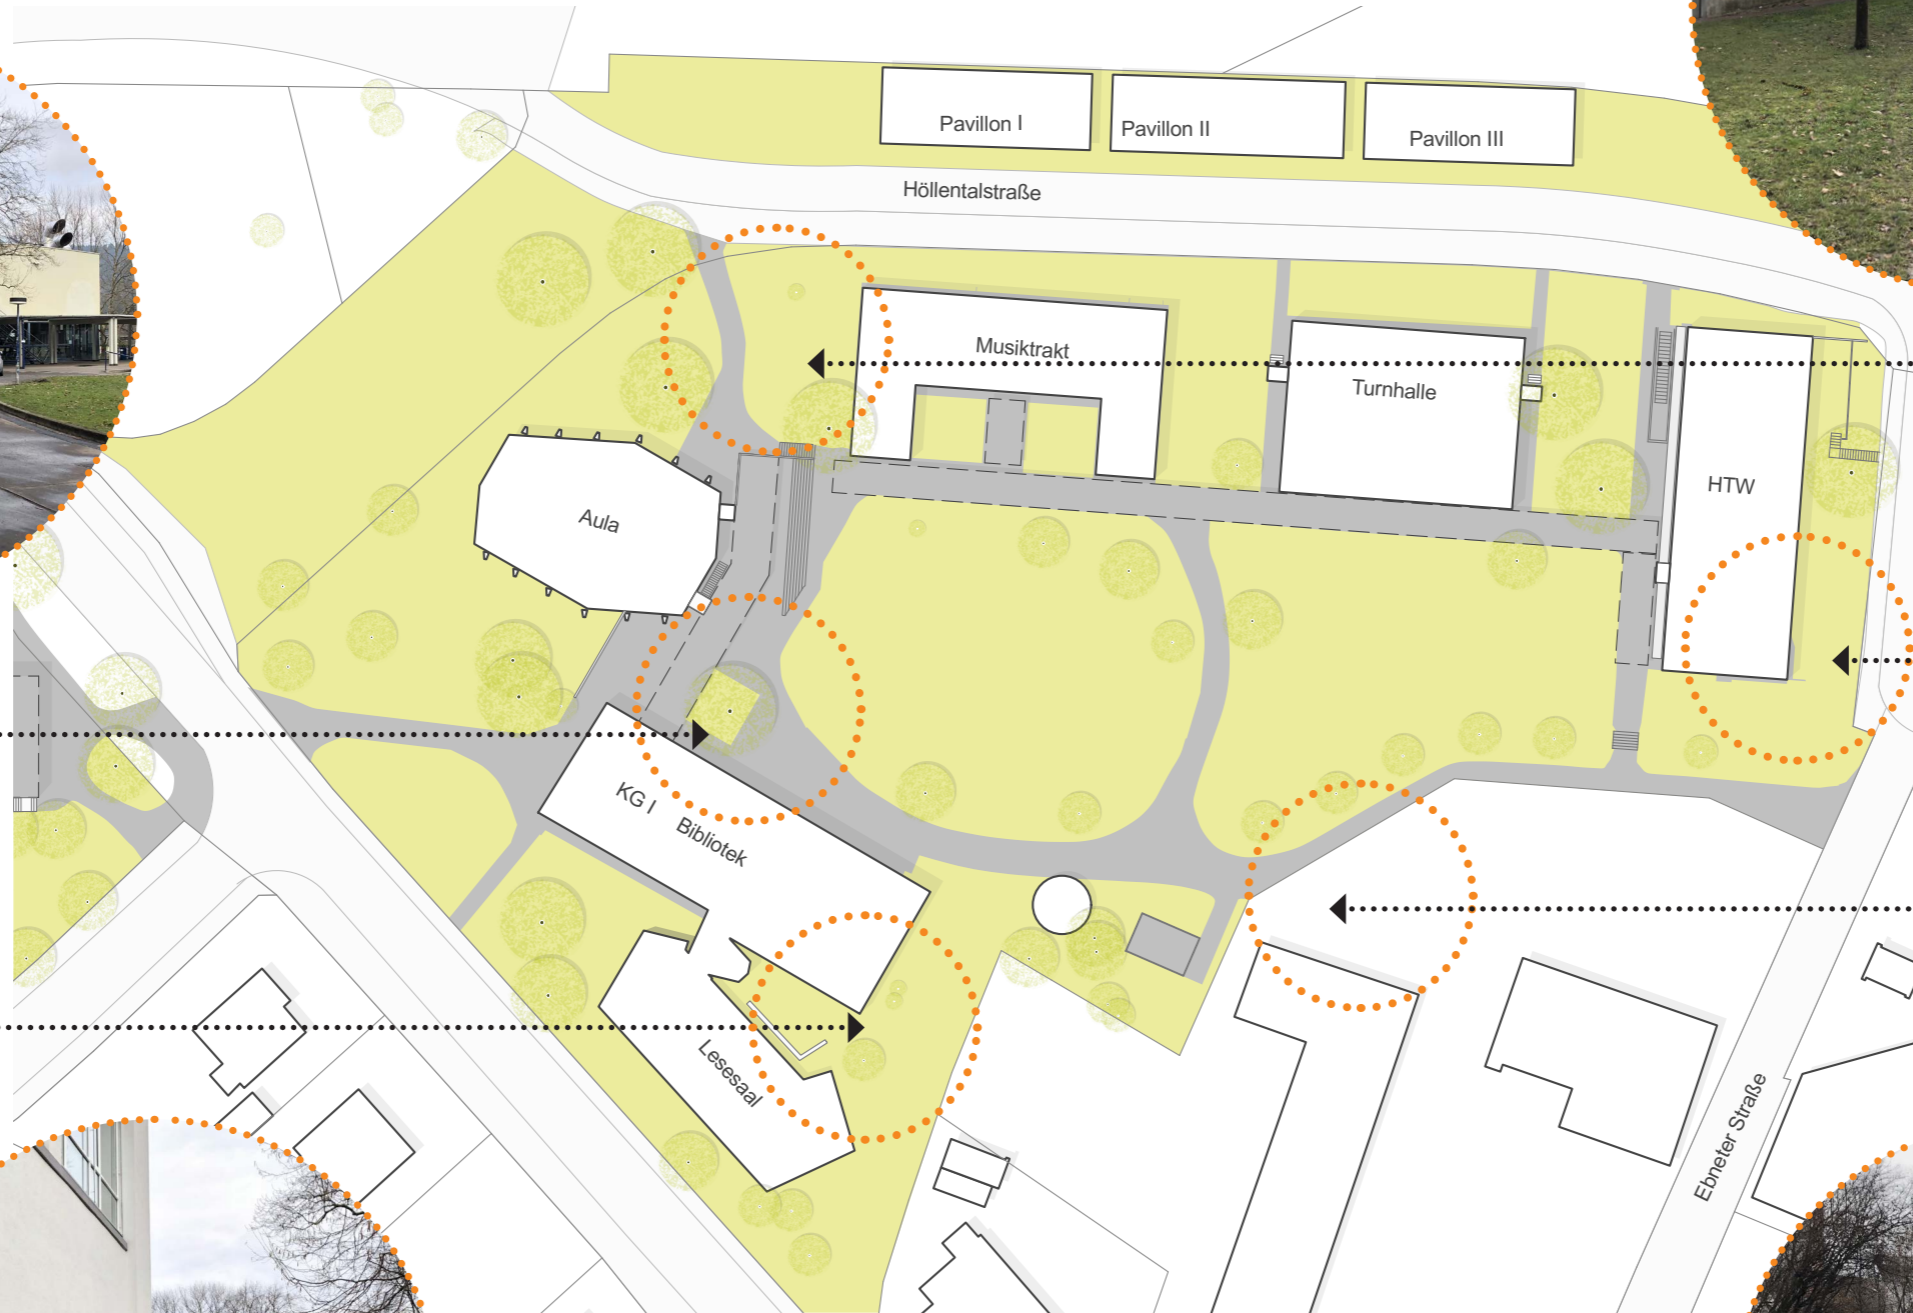 Pavillon I
Pavillon II
Pavillon III
Höllentalstraße
Musiktrakt
Turnhalle
HTW
Aula
KG I
Bibliotek
Lesesaal
Ebneter Straße